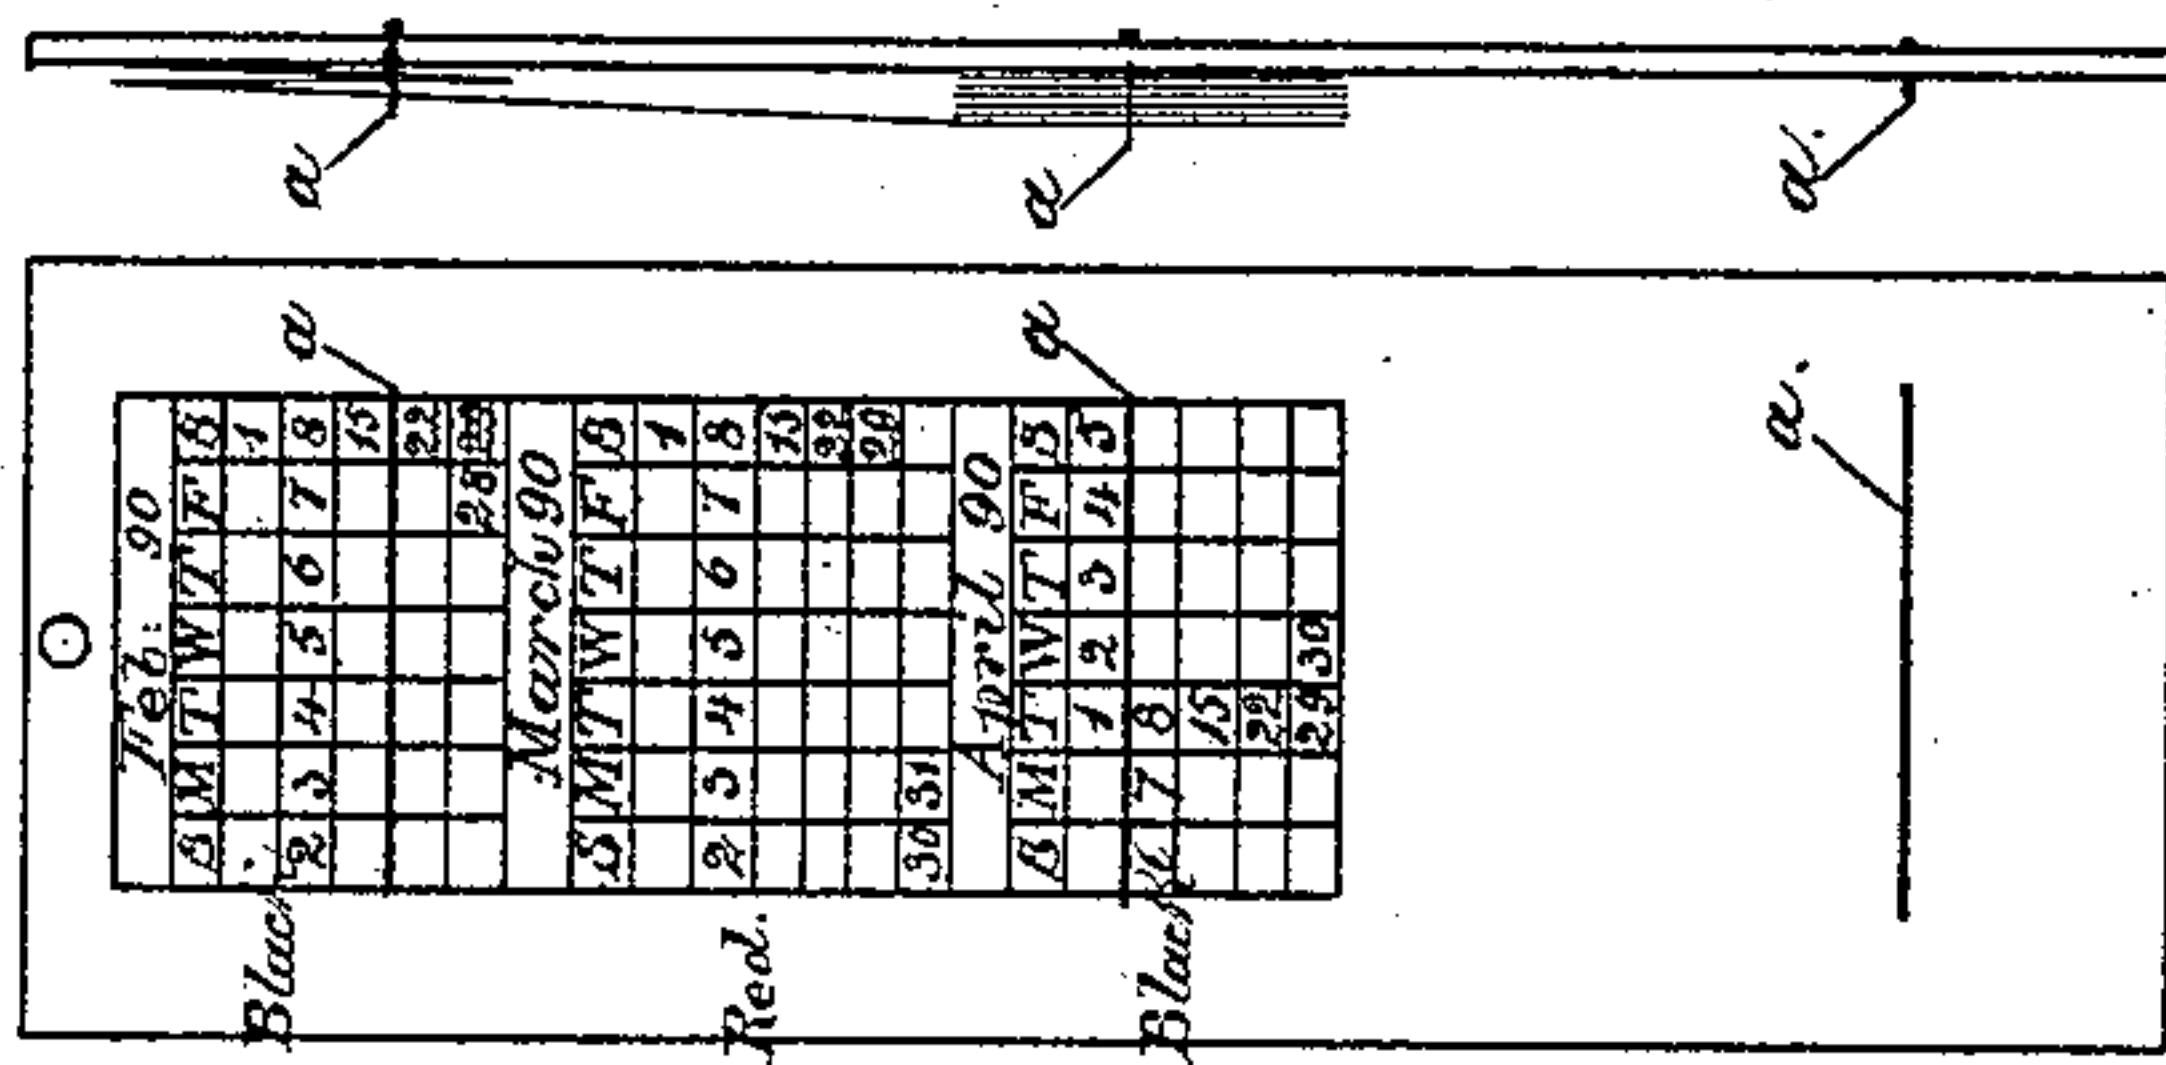 Feb: 90
S M T W T F S
1
Black 2 3 4 5 6 7 8 a a
15
22
28
March 90
S M T W T F S
1
Red. 2 3 4 5 6 7 8
15
22
29
30 31
April 90
S M T W T F S
1 2 3 4 5 a a
Black 6 7 8
15
22
29 30
a. a.